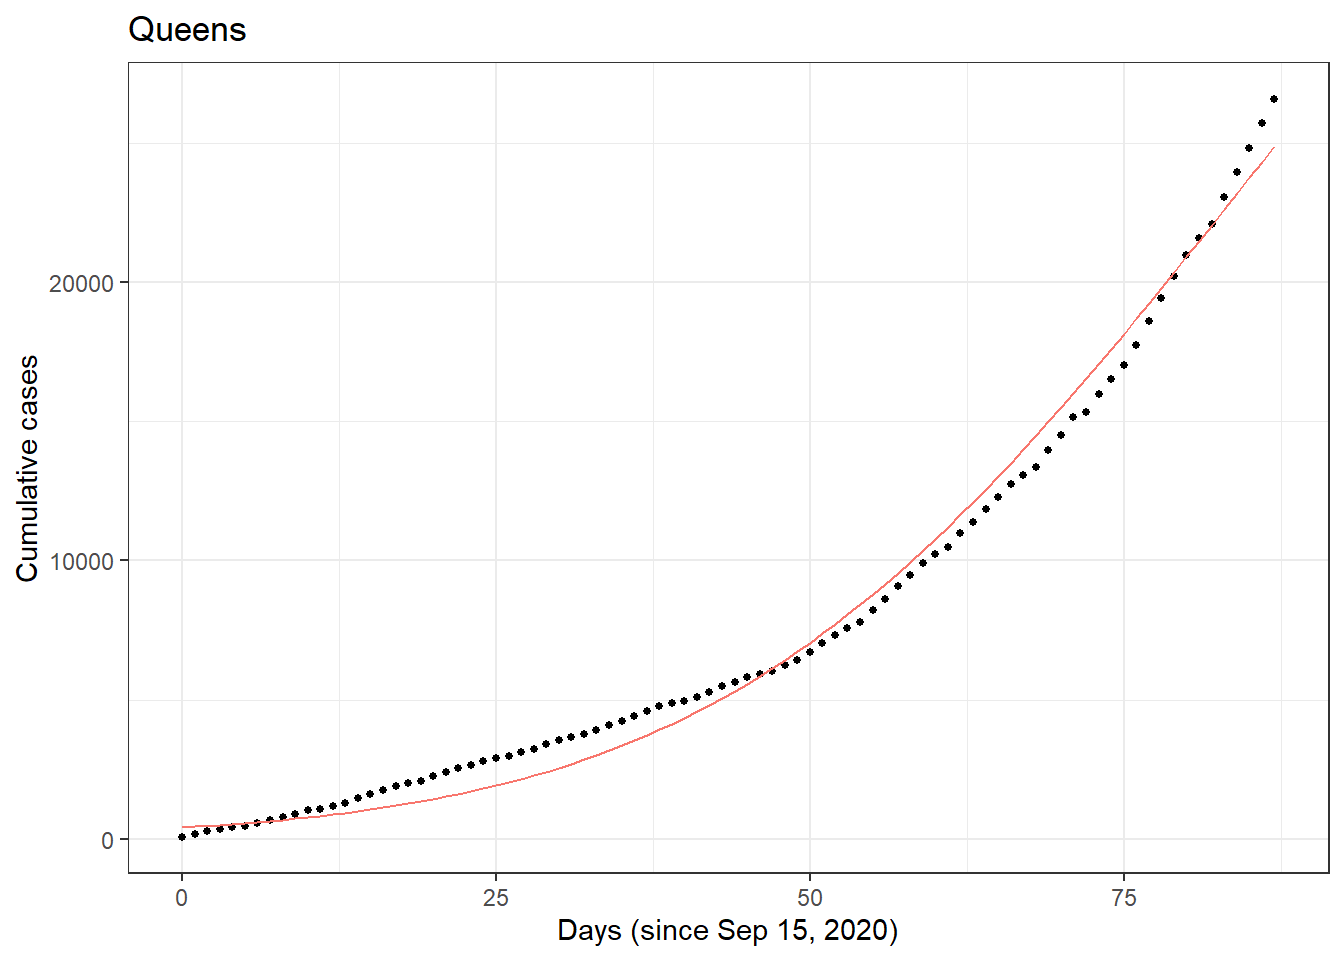 Queens
Cumulative cases
20000
10000
0
0 25 50 75
Days (since Sep 15, 2020)